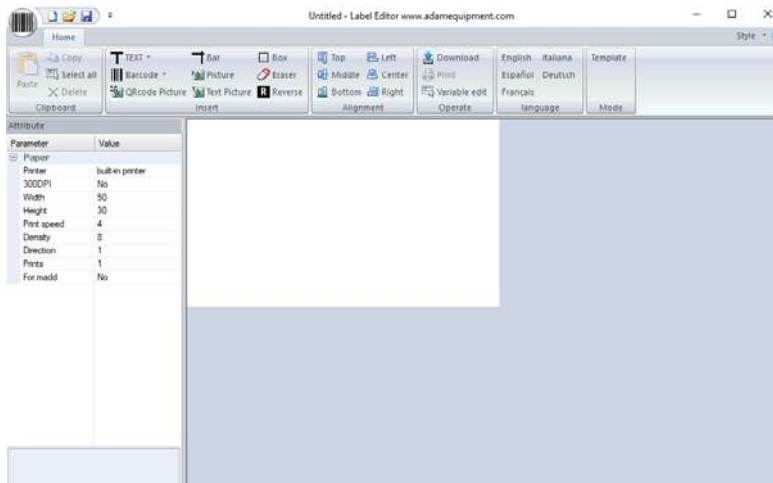 Untitled - Label Editor www.adamequipment.com
Home
Style
Paste
Copy
Select all
Delete
Clipboard
TEXT
Bar
Box
Barcode
Picture
Eraser
QRcode Picture
Text Picture
R Reverse
Insert
Top
Left
Middle
Center
Bottom
Right
Alignment
Download
Print
Variable edit
Operate
English
Italiana
Español
Deutsch
Français
language
Template
Mode
Attribute
Parameter Value
Paper
Printer built-in printer
300DPI No
Width 50
Height 30
Print speed 4
Density 8
Direction 1
Prints 1
For madd No